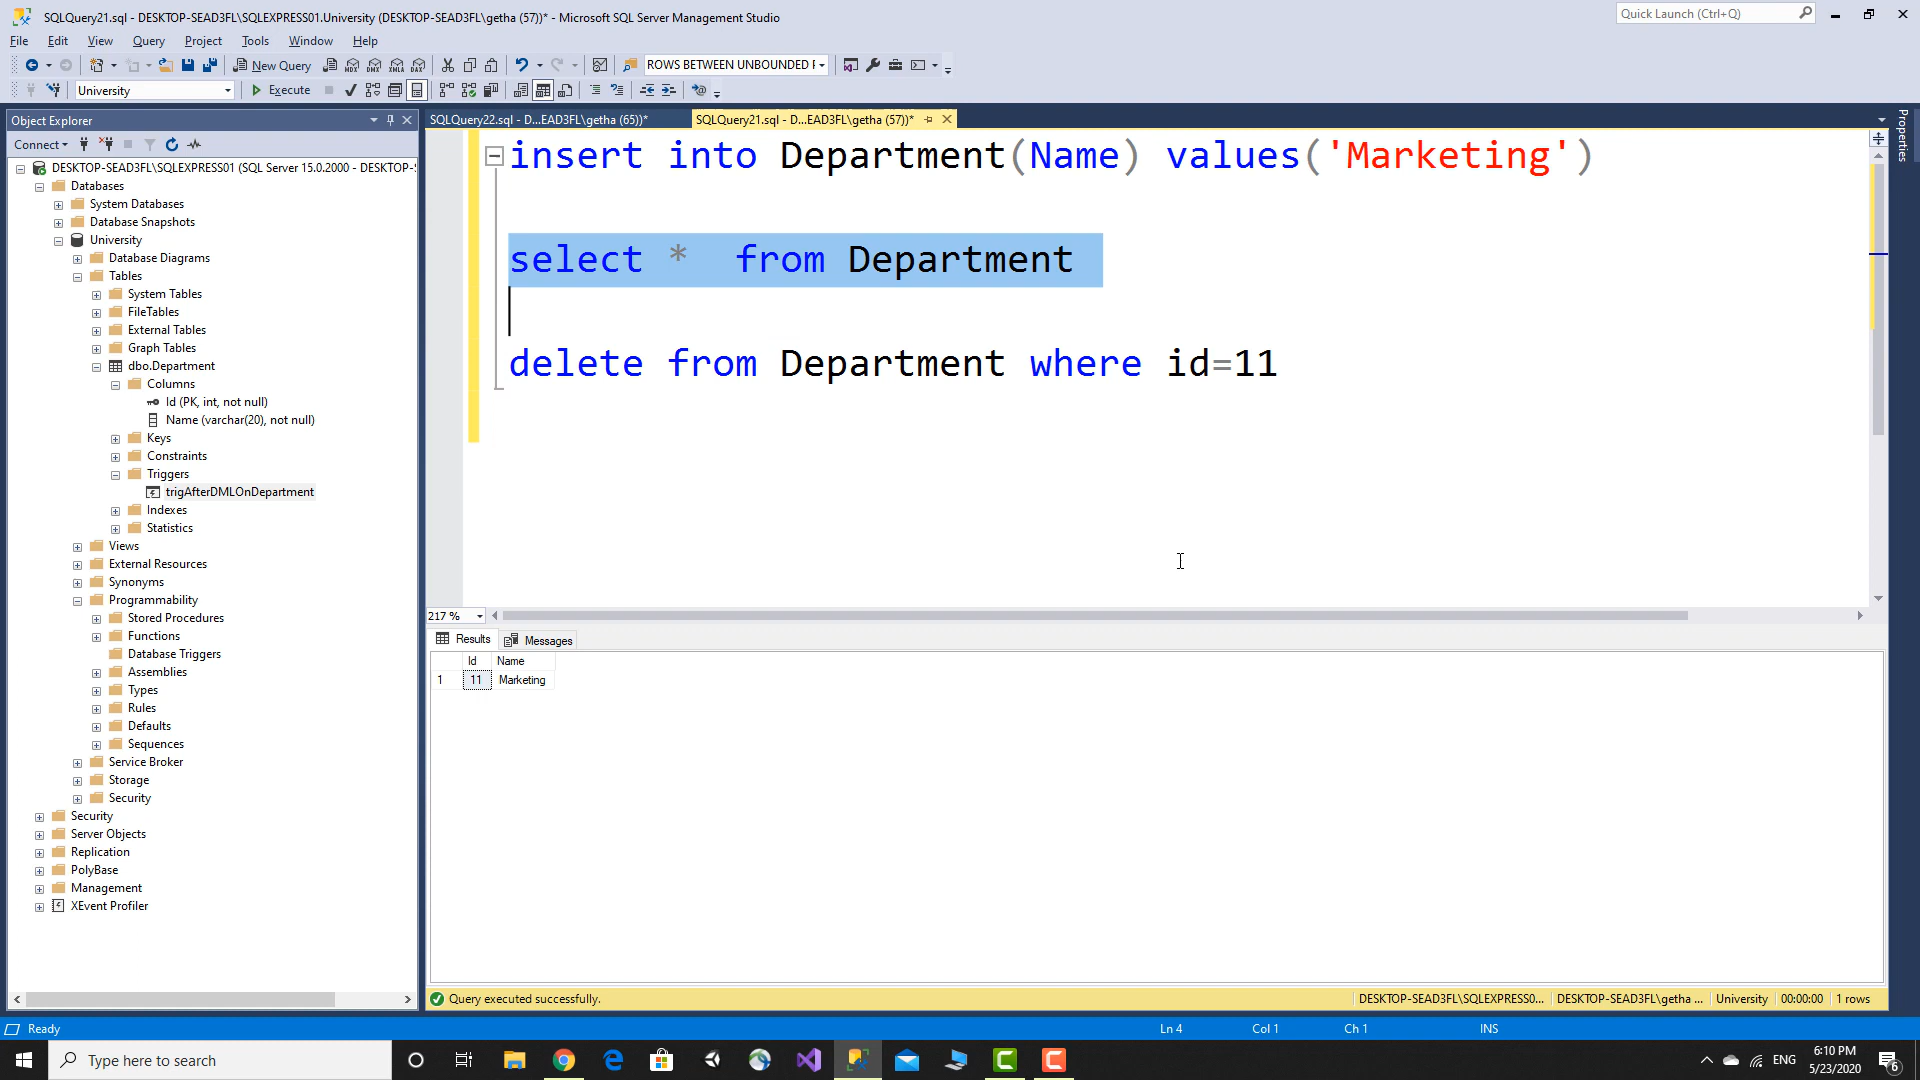 SQLQuery21.sql - DESKTOP-SEAD3FL\SQLEXPRESS01.University (DESKTOP-SEAD3FL\getha (57))* - Microsoft SQL Server Management Studio
Quick Launch (Ctrl+Q)
File Edit View Query Project Tools Window Help
New Query MDX DMX XMLA DAX ROWS BETWEEN UNBOUNDED F
University Execute
Object Explorer
SQLQuery22.sql - D...EAD3FL\getha (65))* SQLQuery21.sql - D...EAD3FL\getha (57))*
Properties
Connect
DESKTOP-SEAD3FL\SQLEXPRESS01 (SQL Server 15.0.2000 - DESKTOP-:
Databases
System Databases
Database Snapshots
University
Database Diagrams
Tables
System Tables
FileTables
External Tables
Graph Tables
dbo.Department
Columns
Id (PK, int, not null)
Name (varchar(20), not null)
Keys
Constraints
Triggers
trigAfterDMLOnDepartment
Indexes
Statistics
Views
External Resources
Synonyms
Programmability
Stored Procedures
Functions
Database Triggers
Assemblies
Types
Rules
Defaults
Sequences
Service Broker
Storage
Security
Security
Server Objects
Replication
PolyBase
Management
XEvent Profiler
insert into Department(Name) values('Marketing')
select * from Department
delete from Department where id=11
217 %
Results Messages
Id Name
1 11 Marketing
Query executed successfully. DESKTOP-SEAD3FL\SQLEXPRESS0... DESKTOP-SEAD3FL\getha ... University 00:00:00 1 rows
Ready Ln 4 Col 1 Ch 1 INS
Type here to search
ENG
6:10 PM
5/23/2020
6